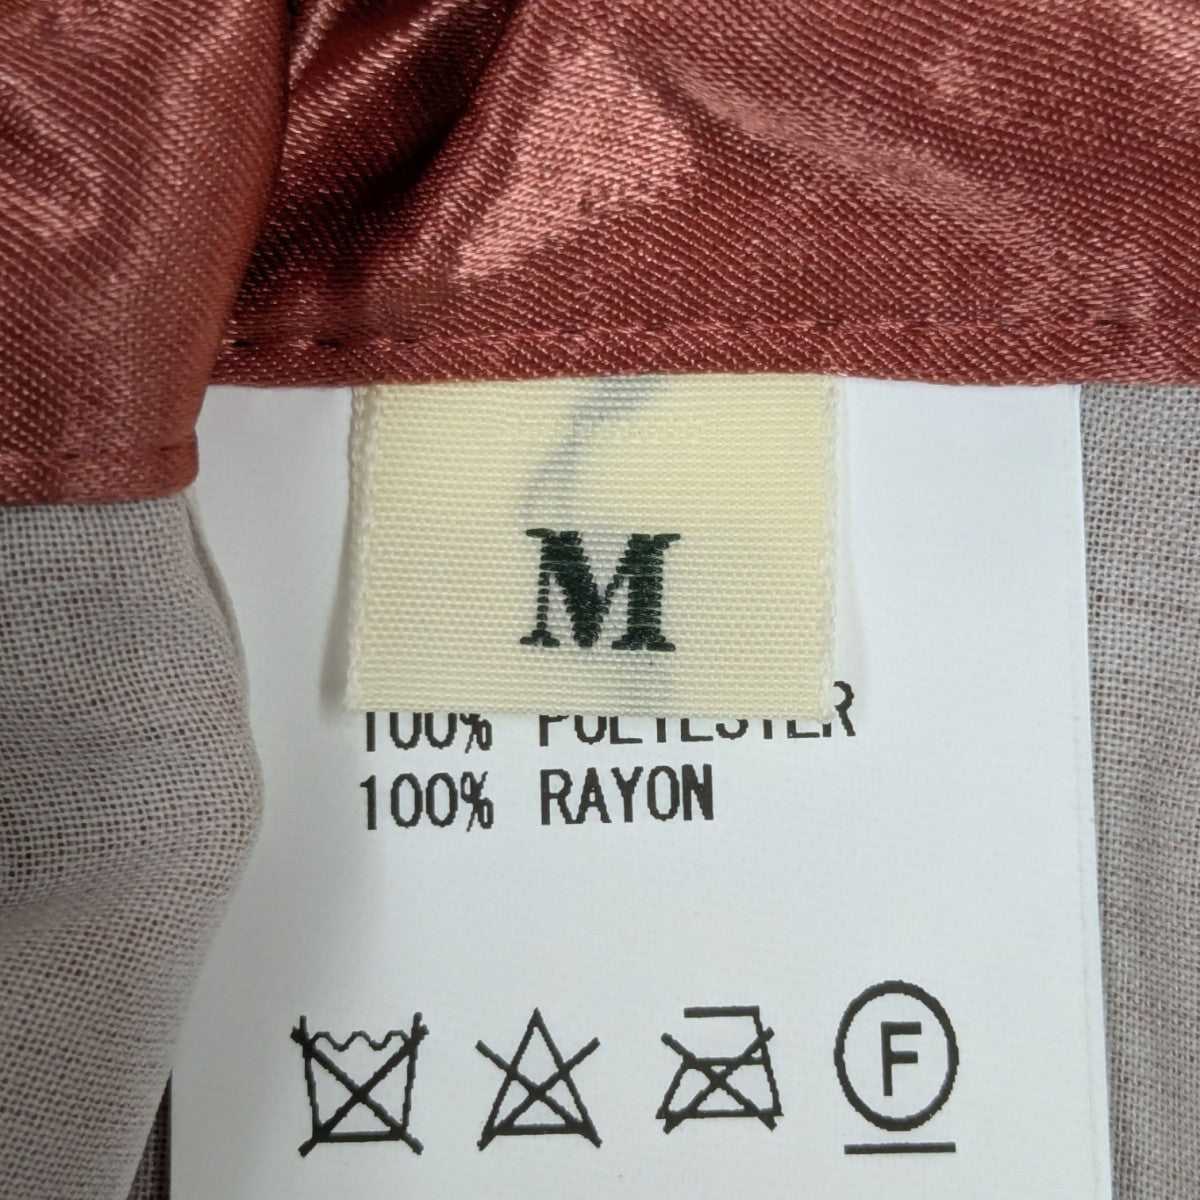 M
100% POLYESTER
100% RAYON
F